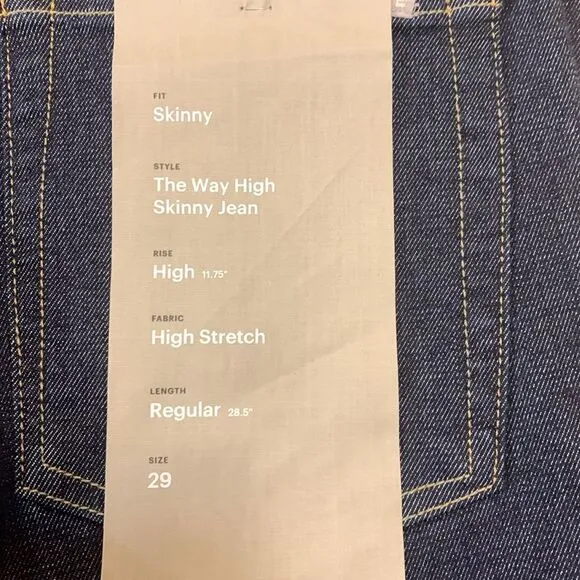 FIT
Skinny
STYLE
The Way High
Skinny Jean
RISE
High 11.75"
FABRIC
High Stretch
LENGTH
Regular 28.5"
SIZE
29